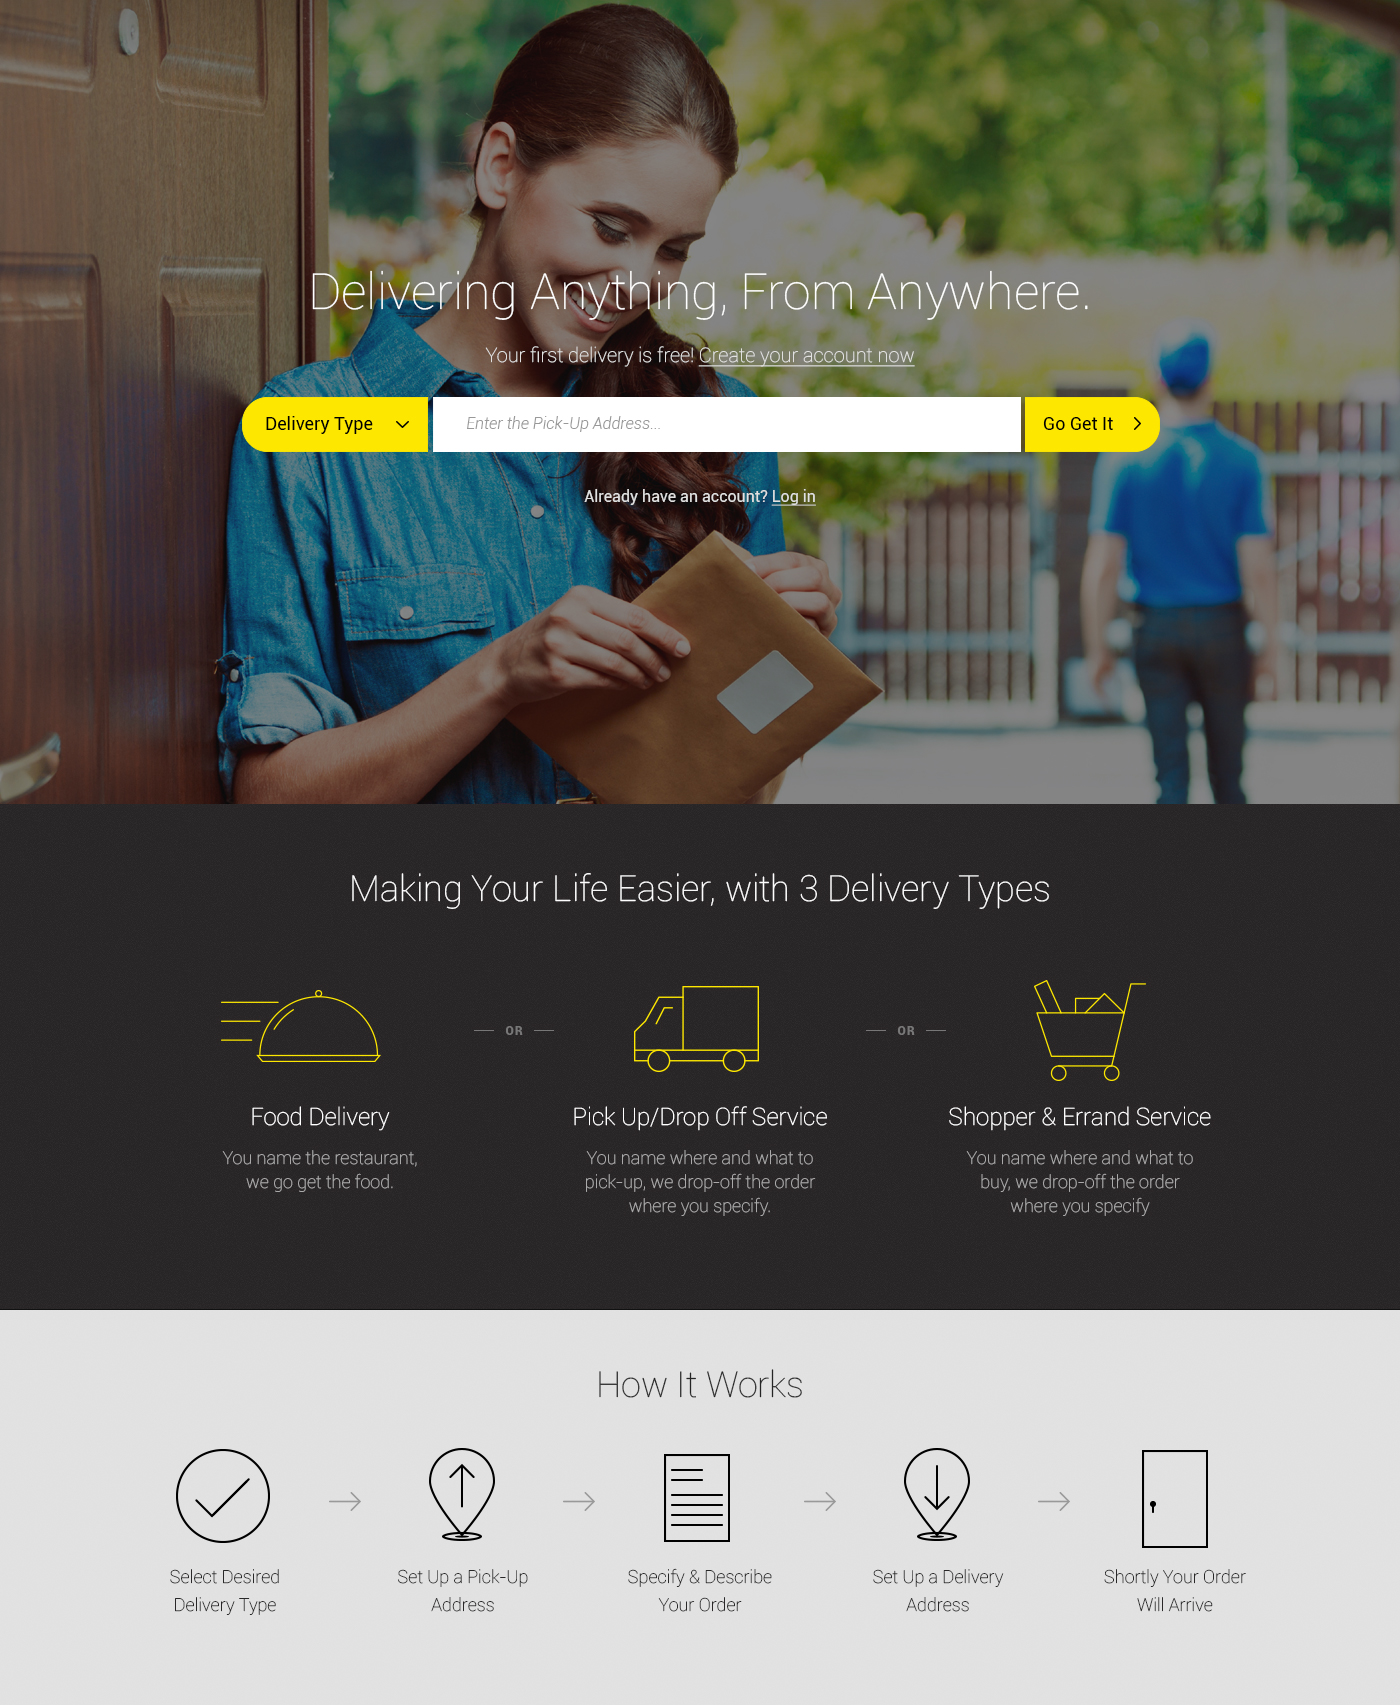 Delivering Anything, From Anywhere.
Your first delivery is free! Create your account now
Delivery Type
Enter the Pick-Up Address...
Go Get It
Already have an account? Log in
Making Your Life Easier, with 3 Delivery Types
OR
OR
Food Delivery
You name the restaurant,
we go get the food.
Pick Up/Drop Off Service
You name where and what to
pick-up, we drop-off the order
where you specify.
Shopper & Errand Service
You name where and what to
buy, we drop-off the order
where you specify
How It Works
Select Desired
Delivery Type
Set Up a Pick-Up
Address
Specify & Describe
Your Order
Set Up a Delivery
Address
Shortly Your Order
Will Arrive